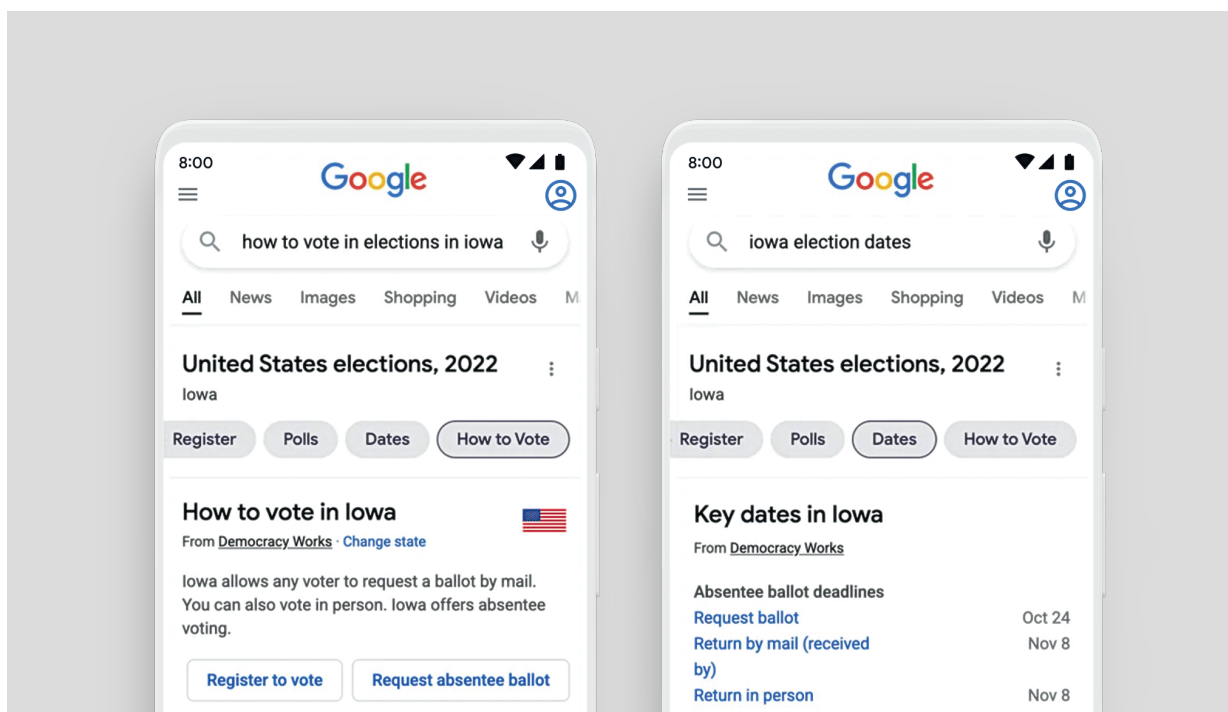 8:00
Google
how to vote in elections in iowa
All News Images Shopping Videos M
United States elections, 2022
Iowa
Register Polls Dates How to Vote
How to vote in Iowa
From Democracy Works · Change state
Iowa allows any voter to request a ballot by mail.
You can also vote in person. Iowa offers absentee
voting.
Register to vote Request absentee ballot
8:00
Google
iowa election dates
All News Images Shopping Videos M
United States elections, 2022
Iowa
Register Polls Dates How to Vote
Key dates in Iowa
From Democracy Works
Absentee ballot deadlines
Request ballot Oct 24
Return by mail (received Nov 8
by)
Return in person Nov 8